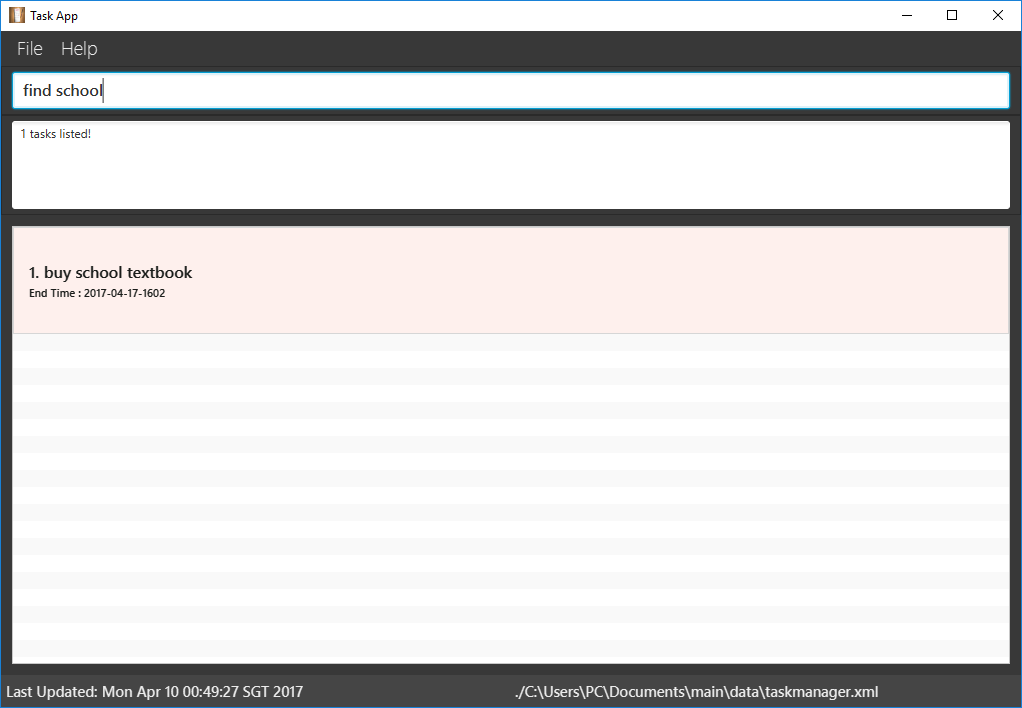 Task App
File Help
find school
1 tasks listed!
1. buy school textbook
End Time : 2017-04-17-1602
Last Updated: Mon Apr 10 00:49:27 SGT 2017 ./C:\Users\PC\Documents\main\data\taskmanager.xml